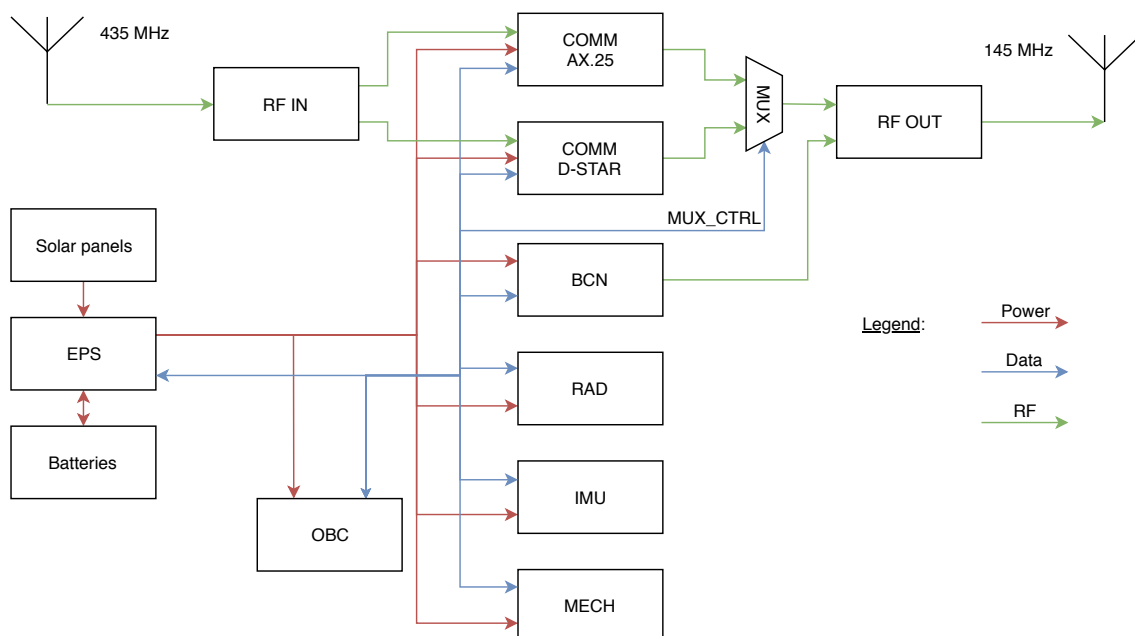 435 MHz
COMM
AX.25
145 MHz
RF IN
MUX
RF OUT
COMM
D-STAR
MUX_CTRL
Solar panels
BCN
EPS
Legend:
Power
RAD
Data
RF
Batteries
IMU
OBC
MECH